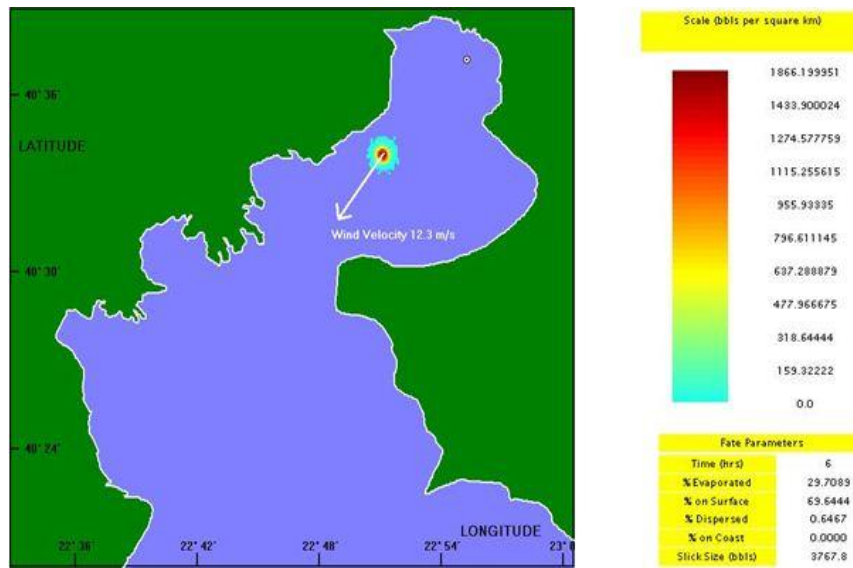 Scale (bbls per square km)
40° 36'
LATITUDE
Wind Velocity 12.3 m/s
40° 30'
40° 24'
LONGITUDE
22° 36' 22° 42' 22° 48' 22° 54' 23° 0
1866.199951
1433.900024
1274.577759
1115.255615
955.93335
796.611145
637.288879
477.966675
318.64444
159.32222
0.0
Fate Parameters
Time (hrs) 6
% Evaporated 29.7089
% on Surface 69.6444
% Dispersed 0.6467
% on Coast 0.0000
Slick Size (bbls) 3767.8